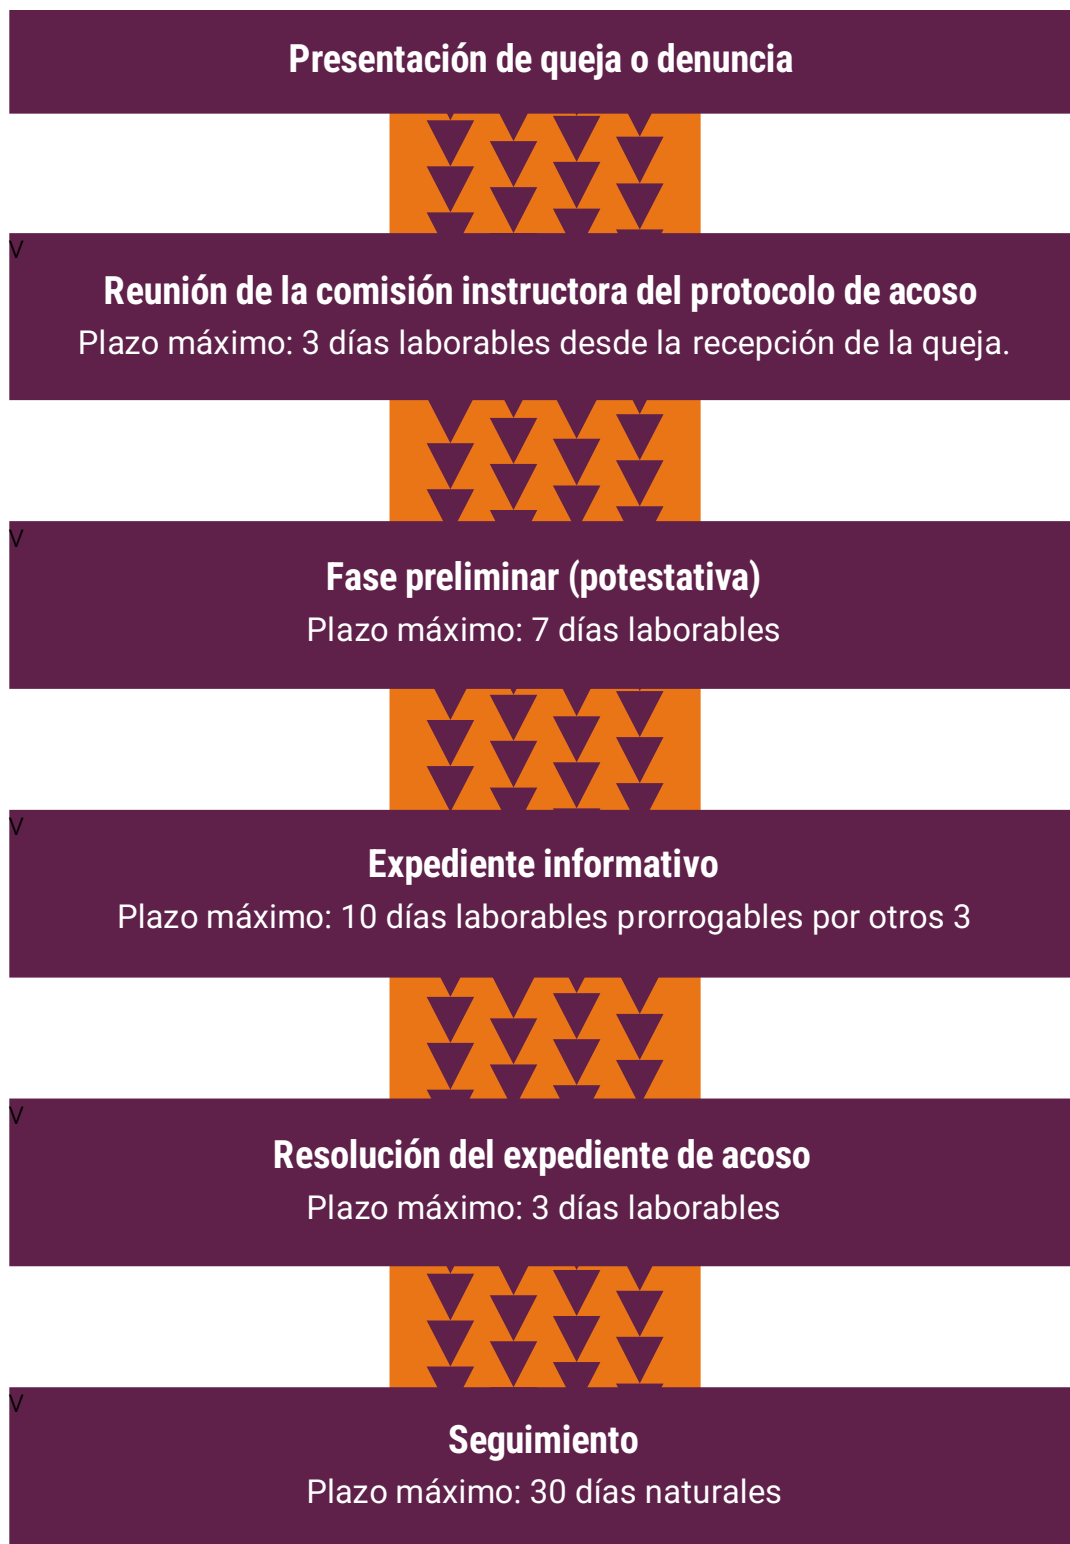 Presentación de queja o denuncia
V
Reunión de la comisión instructora del protocolo de acoso
Plazo máximo: 3 días laborables desde la recepción de la queja.
V
Fase preliminar (potestativa)
Plazo máximo: 7 días laborables
V
Expediente informativo
Plazo máximo: 10 días laborables prorrogables por otros 3
V
Resolución del expediente de acoso
Plazo máximo: 3 días laborables
V
Seguimiento
Plazo máximo: 30 días naturales